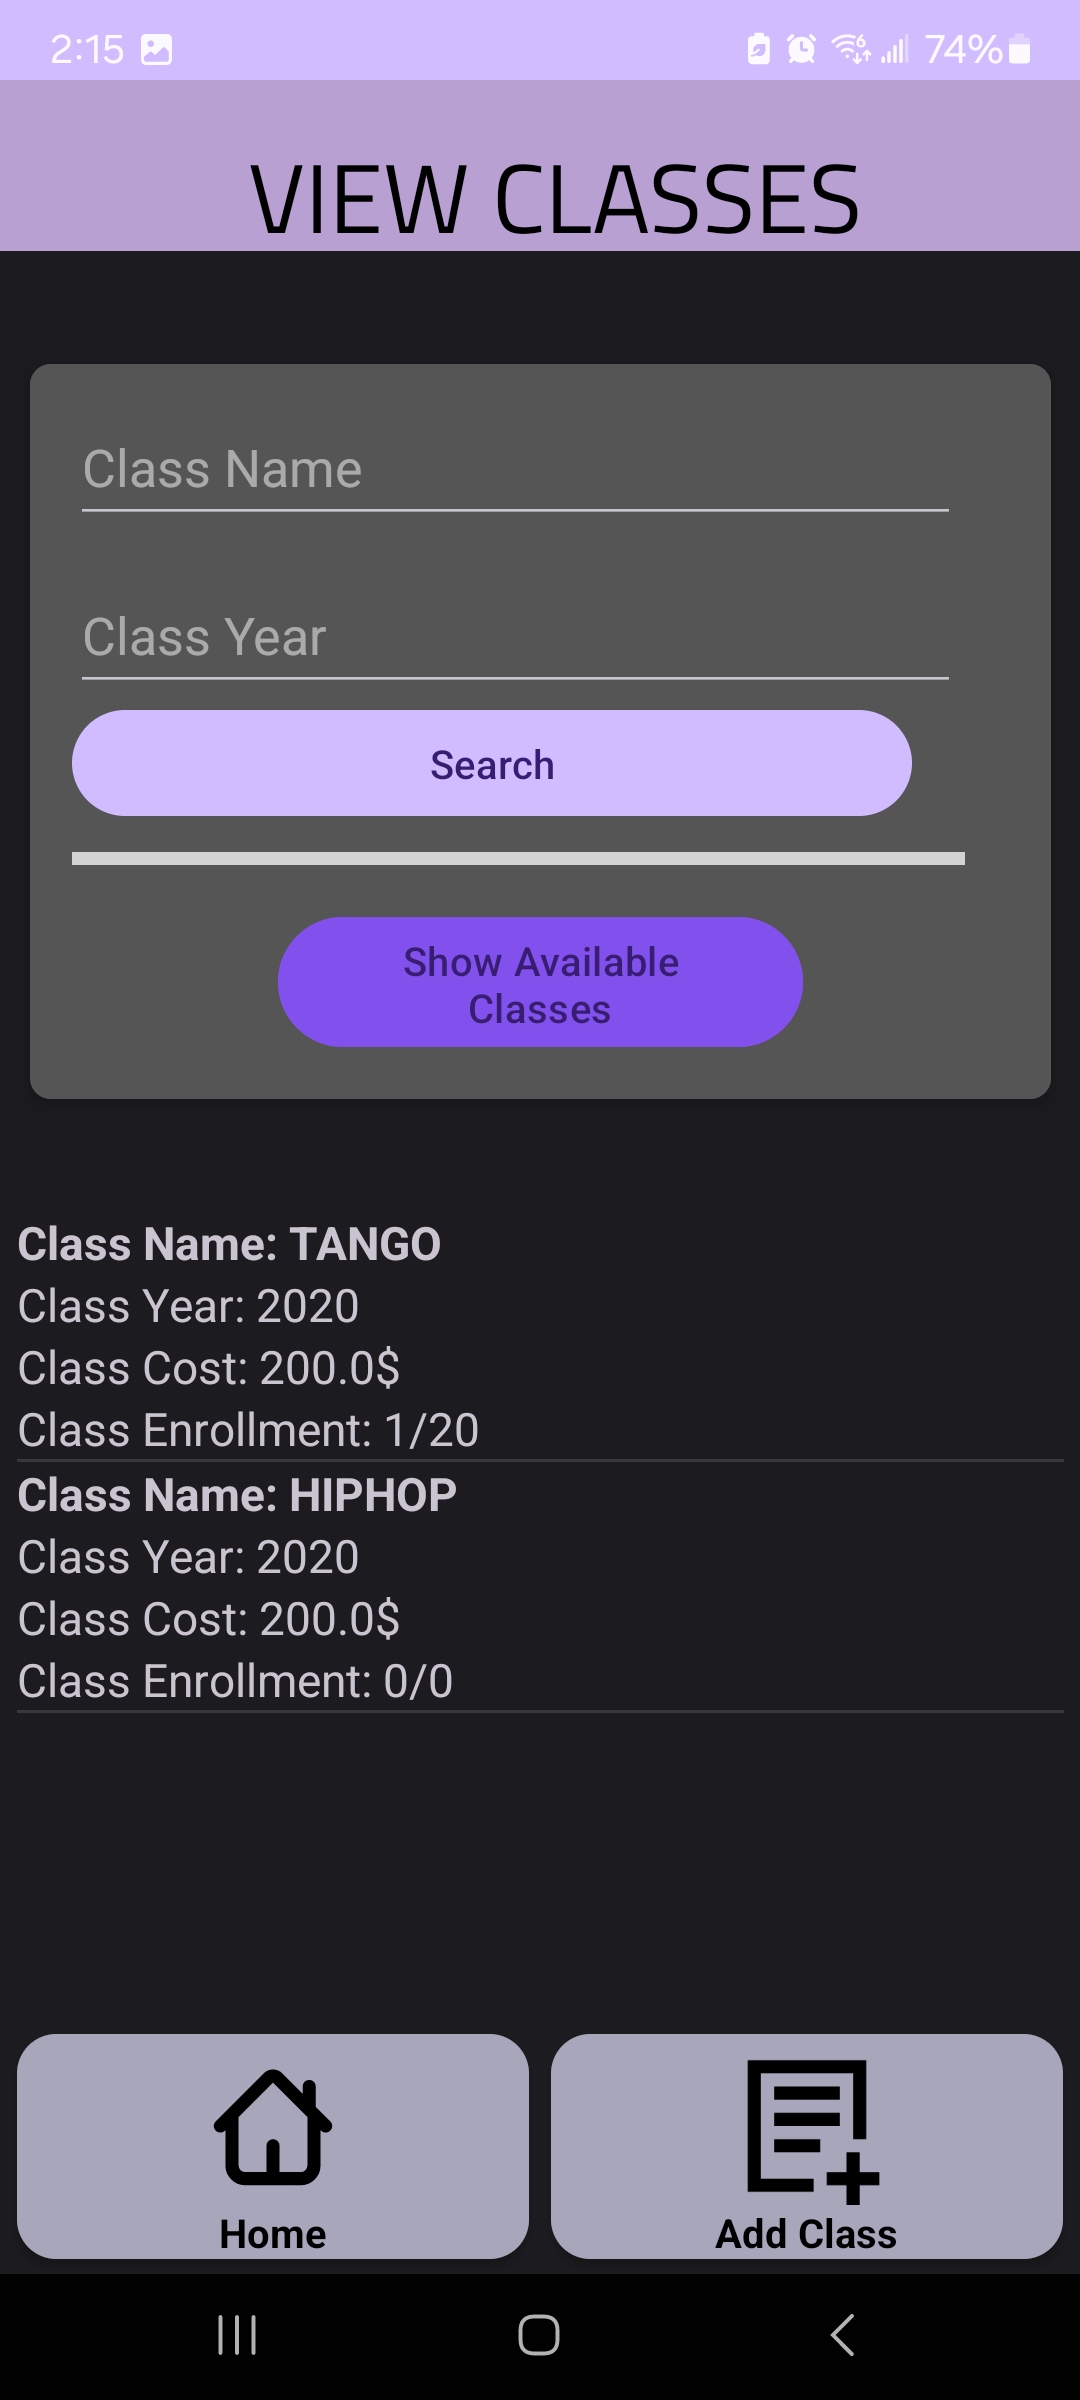 2:15 74%
VIEW CLASSES
Class Name
Class Year
Search
Show Available
Classes
Class Name: TANGO
Class Year: 2020
Class Cost: 200.0$
Class Enrollment: 1/20
Class Name: HIPHOP
Class Year: 2020
Class Cost: 200.0$
Class Enrollment: 0/0
Home
Add Class